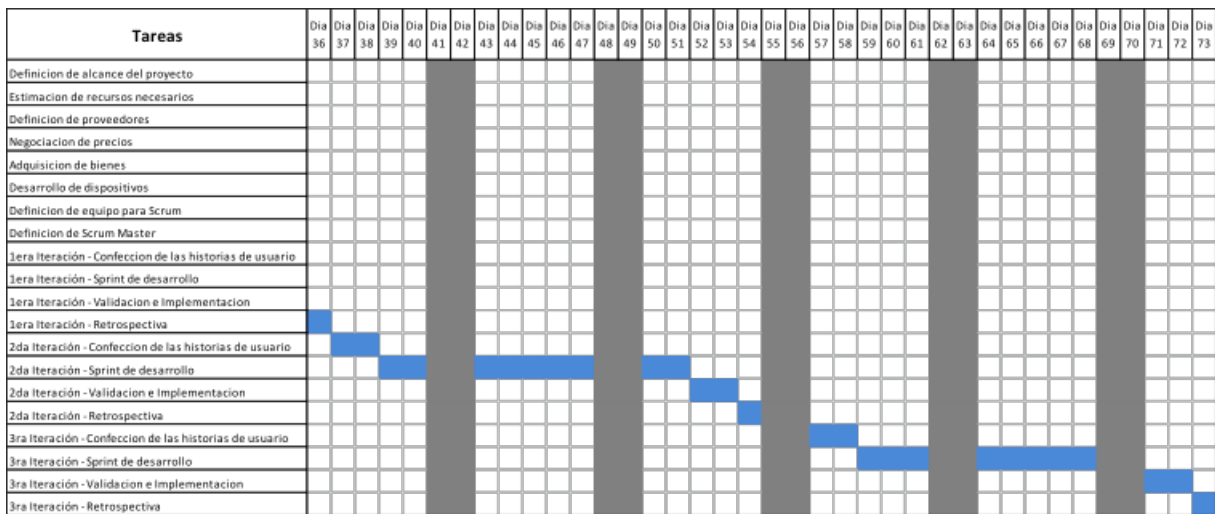 Tareas
Dia Dia Dia Dia Dia Dia Dia Dia Dia Dia Dia Dia Dia Dia Dia Dia Dia Dia Dia Dia Dia Dia Dia Dia Dia Dia Dia Dia Dia Dia Dia Dia Dia Dia Dia Dia Dia Dia
36 37 38 39 40 41 42 43 44 45 46 47 48 49 50 51 52 53 54 55 56 57 58 59 60 61 62 63 64 65 66 67 68 69 70 71 72 73
Definicion de alcance del proyecto
Estimacion de recursos necesarios
Definicion de proveedores
Negociacion de precios
Adquisicion de bienes
Desarrollo de dispositivos
Definicion de equipo para Scrum
Definicion de Scrum Master
1era Iteración - Confeccion de las historias de usuario
1era Iteración - Sprint de desarrollo
1era Iteración - Validacion e Implementacion
1era Iteración - Retrospectiva
2da Iteración - Confeccion de las historias de usuario
2da Iteración - Sprint de desarrollo
2da Iteración - Validacion e Implementacion
2da Iteración - Retrospectiva
3ra Iteración - Confeccion de las historias de usuario
3ra Iteración - Sprint de desarrollo
3ra Iteración - Validacion e Implementacion
3ra Iteración - Retrospectiva